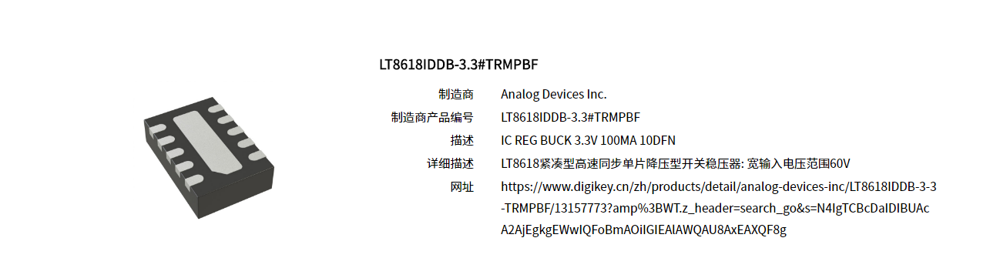 LT8618IDDB-3.3#TRMPBF
制造商 Analog Devices Inc.
制造商产品编号 LT8618IDDB-3.3#TRMPBF
描述 IC REG BUCK 3.3V 100MA 10DFN
详细描述 LT8618紧凑型高速同步单片降压型开关稳压器: 宽输入电压范围60V
网址 https://www.digikey.cn/zh/products/detail/analog-devices-inc/LT8618IDDB-3-3
-TRMPBF/13157773?amp%3BWT.z_header=search_go&s=N4IgTCBcDaIDIBUAc
A2AjEgkgEWwIQFoBmAOiIGIEAIAWQAU8AxEAXQF8g